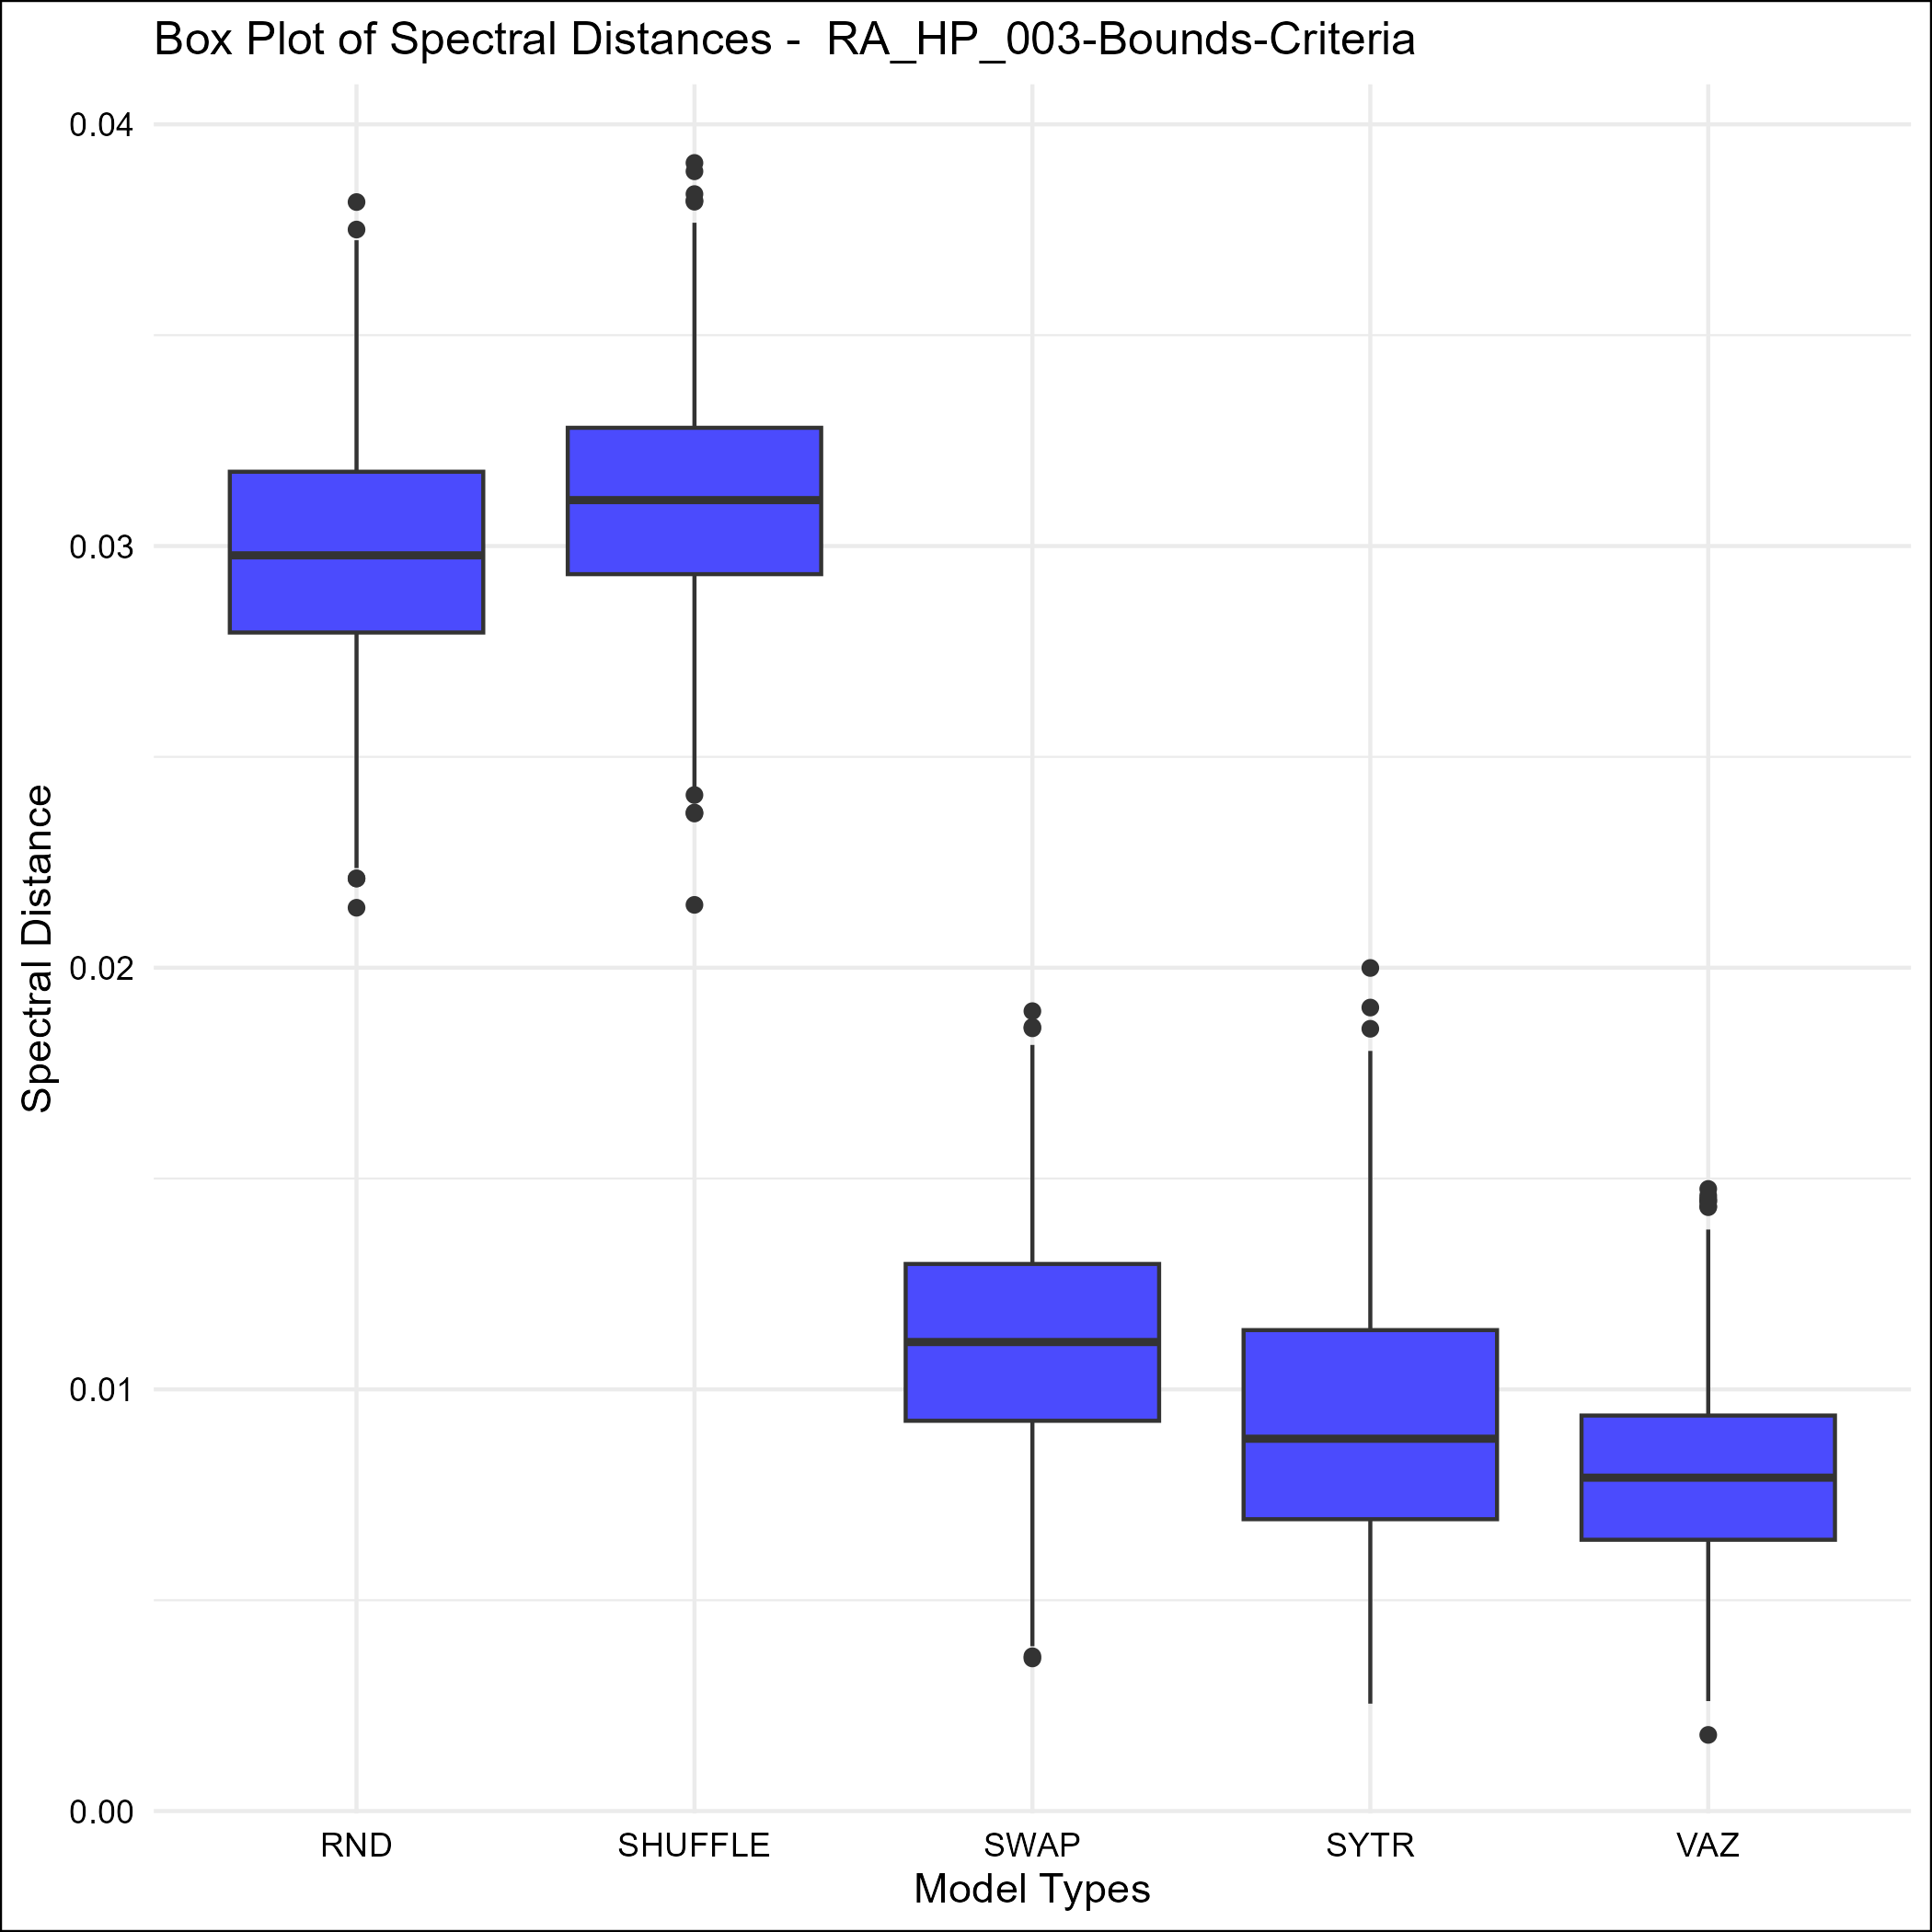 Box Plot of Spectral Distances -  RA_HP_003-Bounds-Criteria
0.04
0.03
0.02
0.01
0.00
Spectral Distance
RND SHUFFLE SWAP SYTR VAZ
Model Types